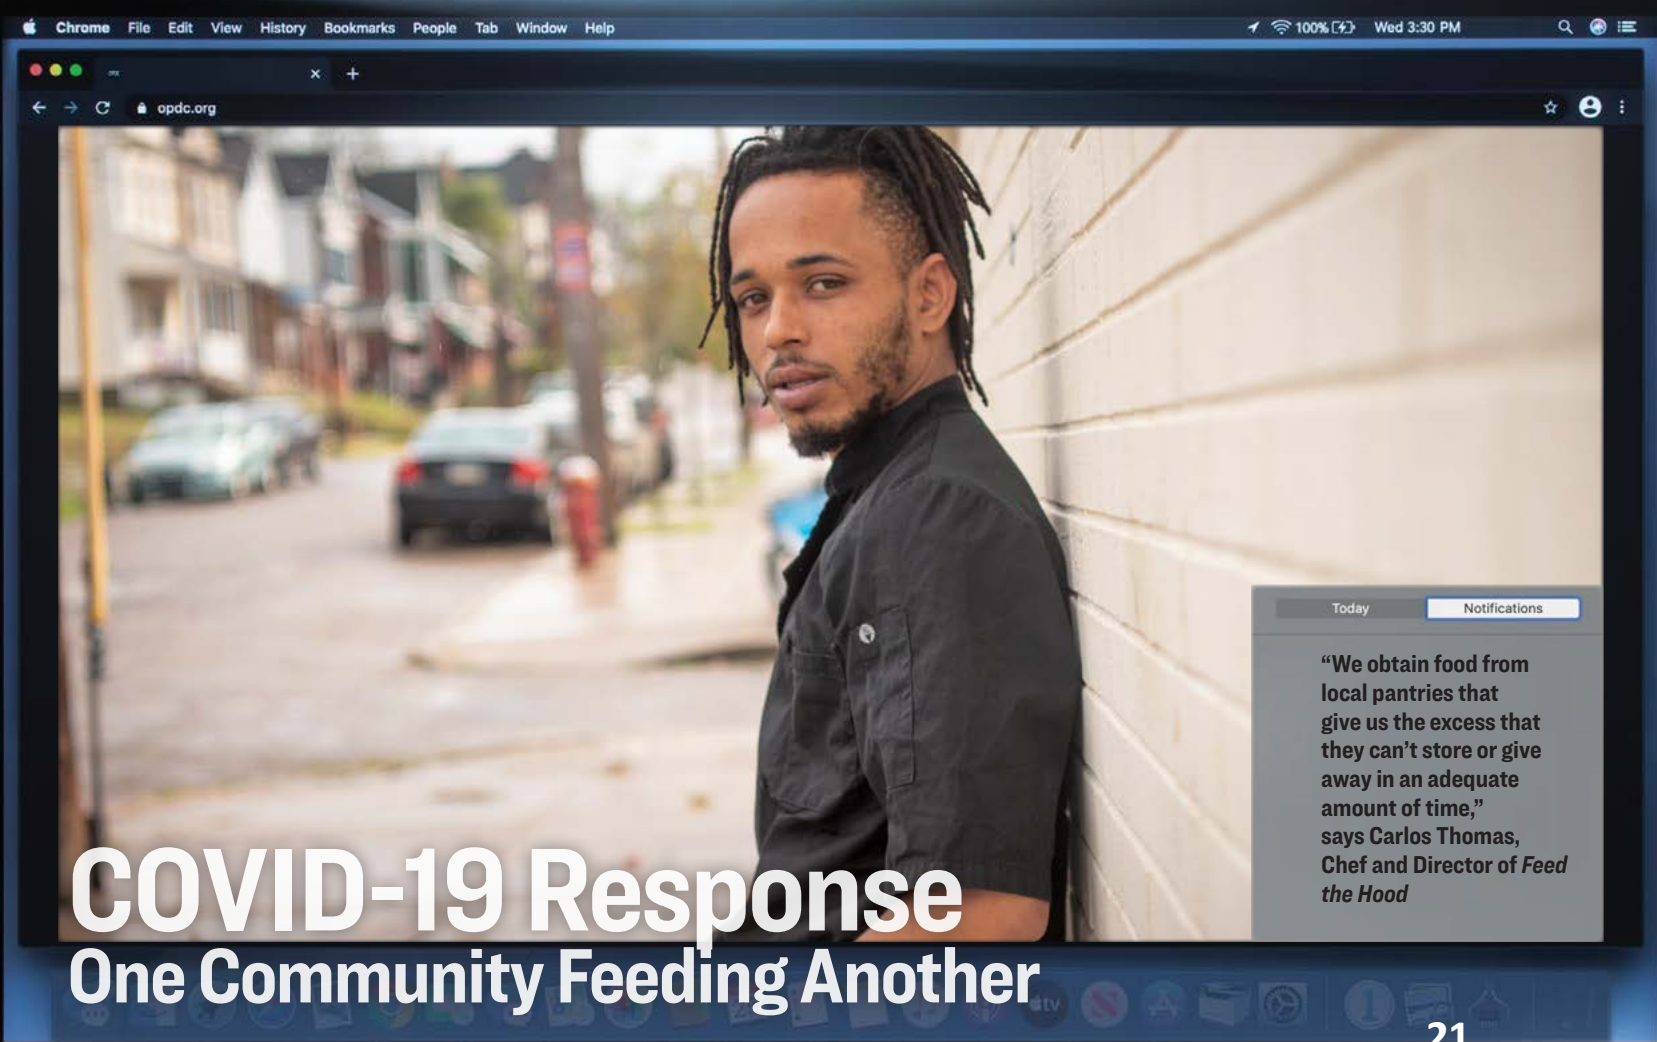 Chrome File Edit View History Bookmarks People Tab Window Help
100% Wed 3:30 PM
opdc.org
Today Notifications
“We obtain food from
local pantries that
give us the excess that
they can’t store or give
away in an adequate
amount of time,”
says Carlos Thomas,
Chef and Director of Feed
the Hood
COVID-19 Response
One Community Feeding Another
tv
21